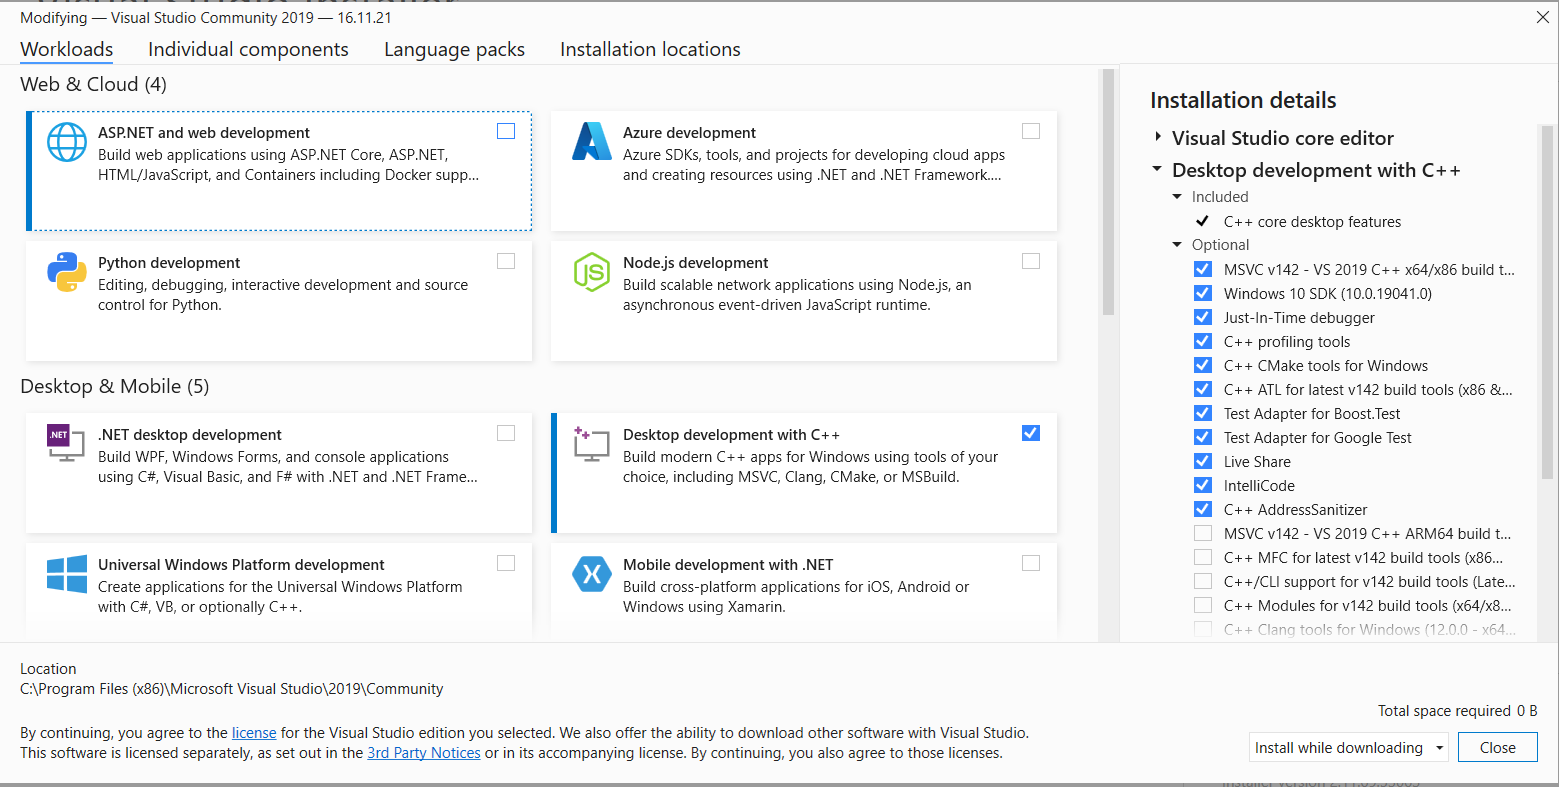 Modifying — Visual Studio Community 2019 — 16.11.21
Workloads Individual components Language packs Installation locations
Web & Cloud (4)
ASP.NET and web development
Build web applications using ASP.NET Core, ASP.NET,
HTML/JavaScript, and Containers including Docker supp...
Azure development
Azure SDKs, tools, and projects for developing cloud apps
and creating resources using .NET and .NET Framework....
Python development
Editing, debugging, interactive development and source
control for Python.
Node.js development
Build scalable network applications using Node.js, an
asynchronous event-driven JavaScript runtime.
Desktop & Mobile (5)
.NET
.NET desktop development
Build WPF, Windows Forms, and console applications
using C#, Visual Basic, and F# with .NET and .NET Frame...
Desktop development with C++
Build modern C++ apps for Windows using tools of your
choice, including MSVC, Clang, CMake, or MSBuild.
Universal Windows Platform development
Create applications for the Universal Windows Platform
with C#, VB, or optionally C++.
Mobile development with .NET
Build cross-platform applications for iOS, Android or
Windows using Xamarin.
Installation details
Visual Studio core editor
Desktop development with C++
Included
C++ core desktop features
Optional
MSVC v142 - VS 2019 C++ x64/x86 build t...
Windows 10 SDK (10.0.19041.0)
Just-In-Time debugger
C++ profiling tools
C++ CMake tools for Windows
C++ ATL for latest v142 build tools (x86 &...
Test Adapter for Boost.Test
Test Adapter for Google Test
Live Share
IntelliCode
C++ AddressSanitizer
MSVC v142 - VS 2019 C++ ARM64 build t...
C++ MFC for latest v142 build tools (x86...
C++/CLI support for v142 build tools (Late...
C++ Modules for v142 build tools (x64/x8...
C++ Clang tools for Windows (12.0.0 - x64...
Location
C:\Program Files (x86)\Microsoft Visual Studio\2019\Community
By continuing, you agree to the license for the Visual Studio edition you selected. We also offer the ability to download other software with Visual Studio.
This software is licensed separately, as set out in the 3rd Party Notices or in its accompanying license. By continuing, you also agree to those licenses.
Total space required 0 B
Install while downloading Close